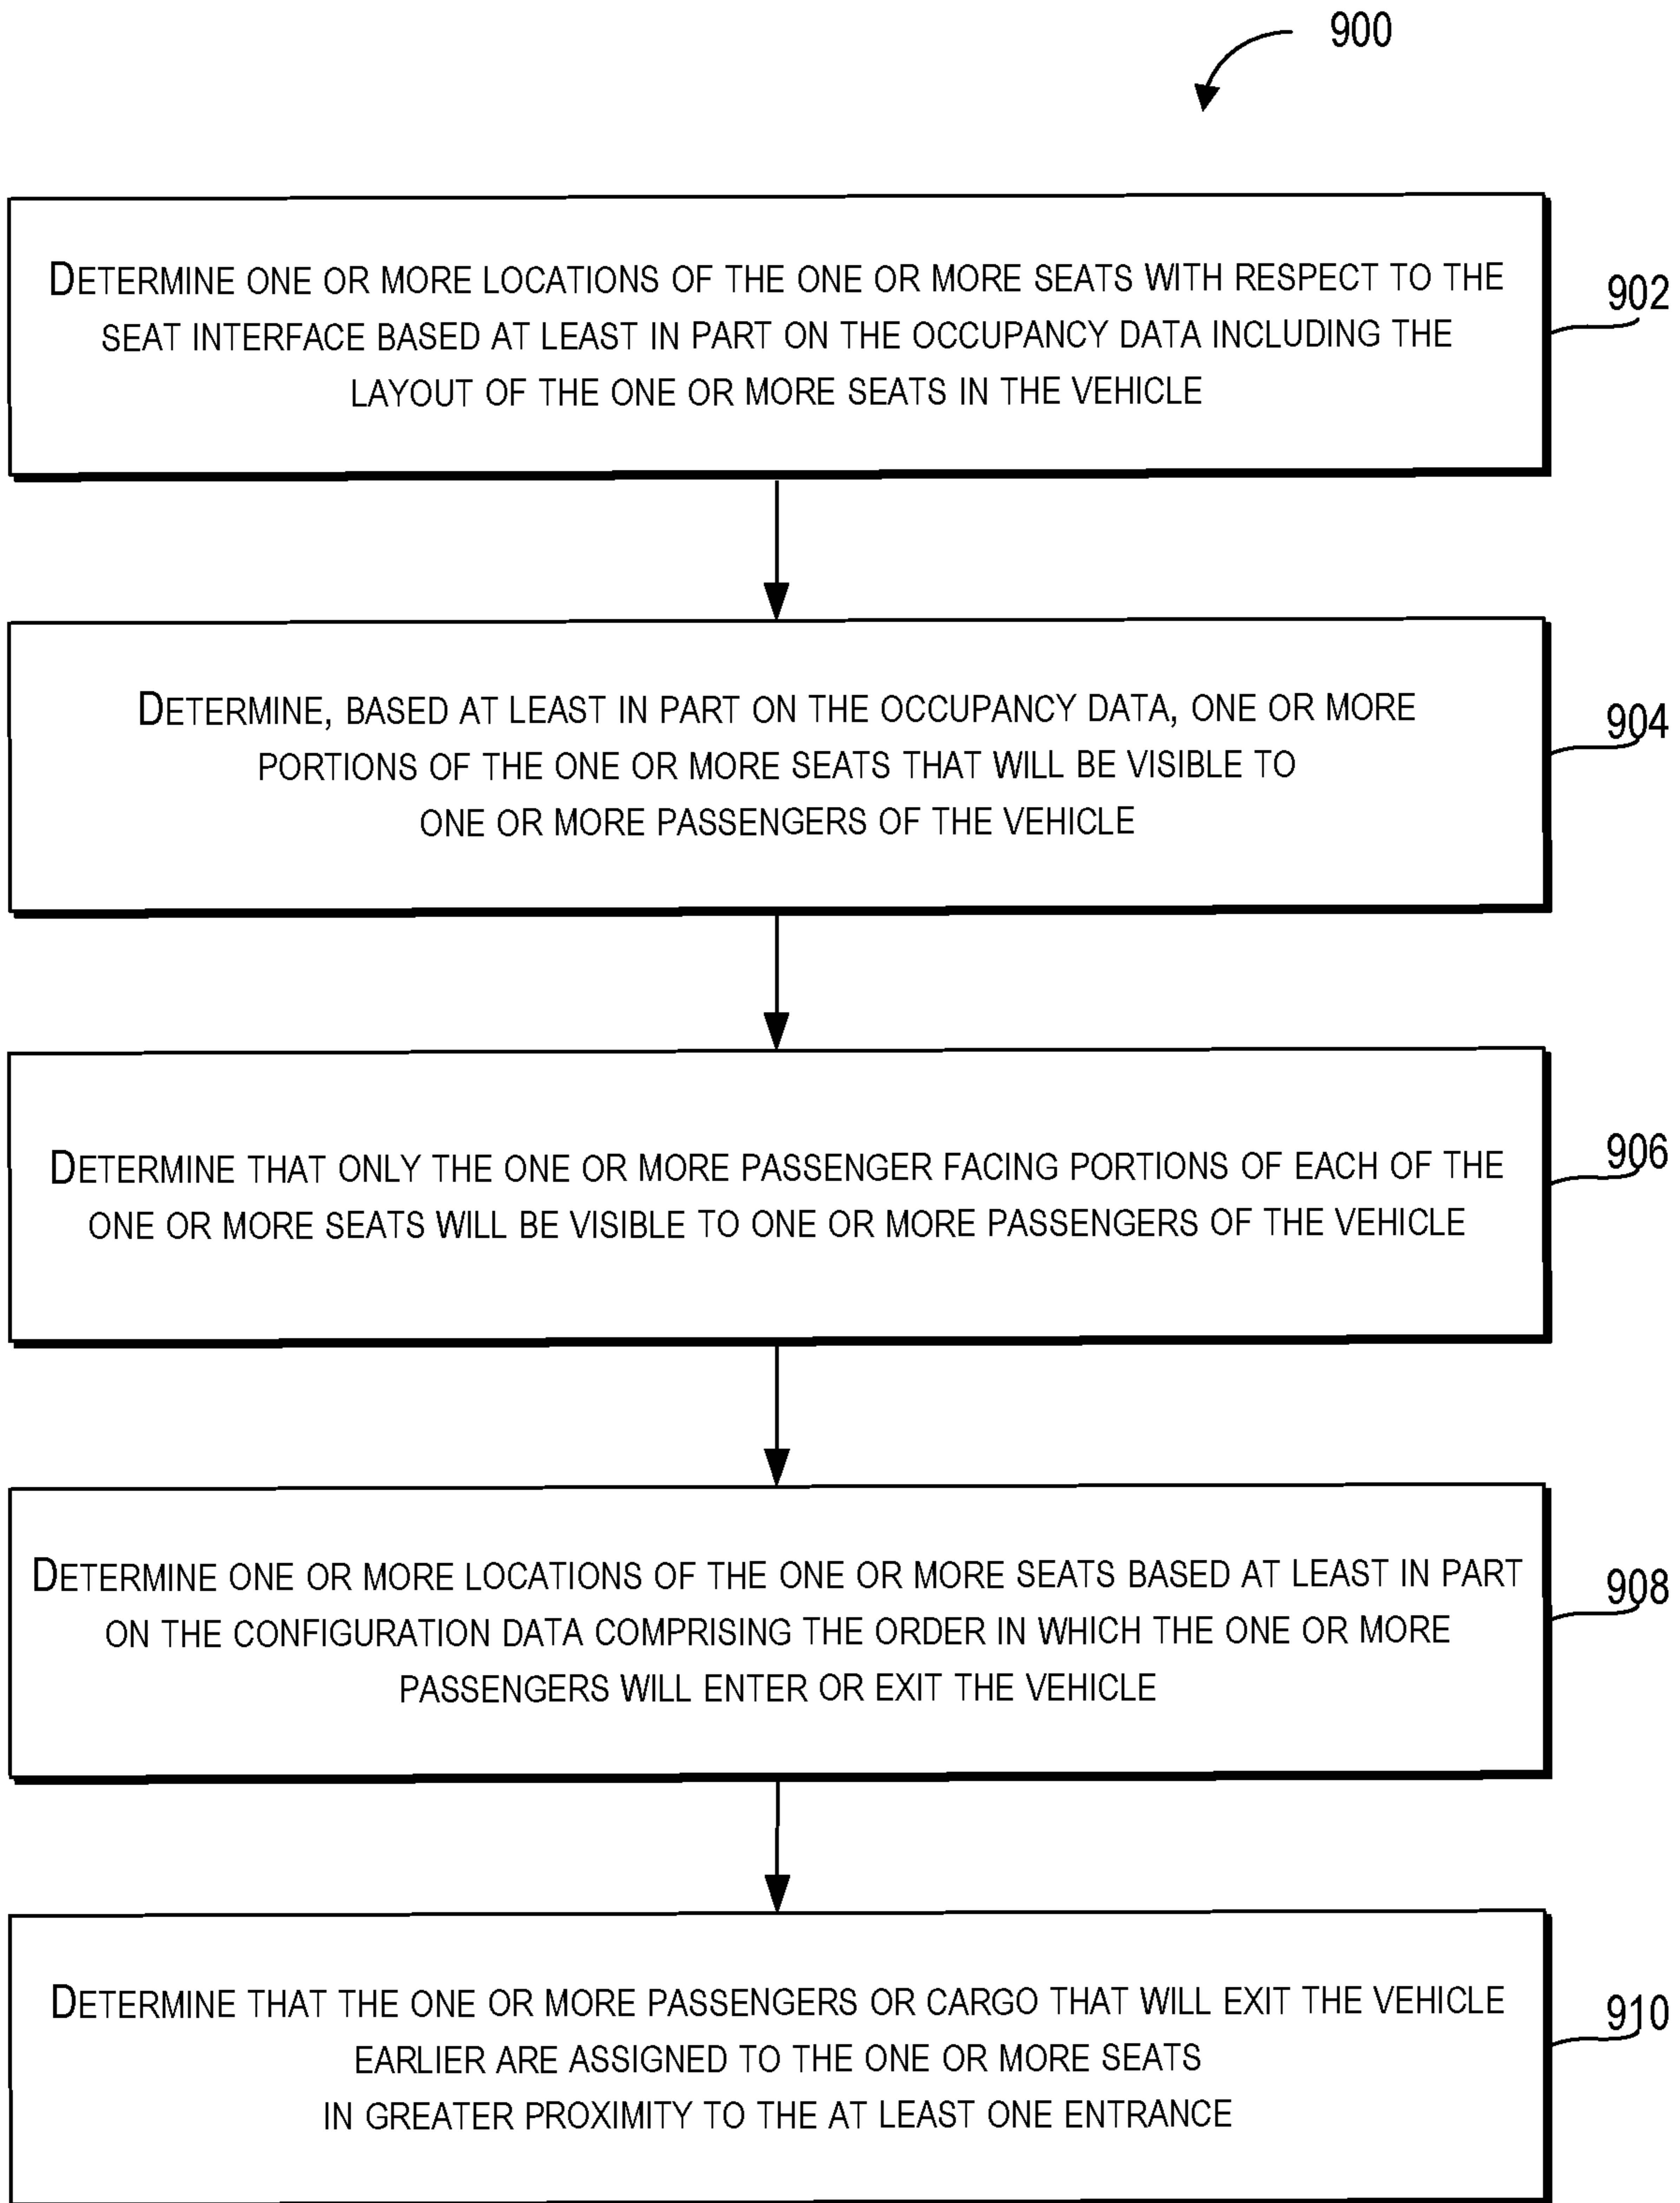 900
DETERMINE ONE OR MORE LOCATIONS OF THE ONE OR MORE SEATS WITH RESPECT TO THE
SEAT INTERFACE BASED AT LEAST IN PART ON THE OCCUPANCY DATA INCLUDING THE
LAYOUT OF THE ONE OR MORE SEATS IN THE VEHICLE
902
DETERMINE, BASED AT LEAST IN PART ON THE OCCUPANCY DATA, ONE OR MORE
PORTIONS OF THE ONE OR MORE SEATS THAT WILL BE VISIBLE TO
ONE OR MORE PASSENGERS OF THE VEHICLE
904
DETERMINE THAT ONLY THE ONE OR MORE PASSENGER FACING PORTIONS OF EACH OF THE
ONE OR MORE SEATS WILL BE VISIBLE TO ONE OR MORE PASSENGERS OF THE VEHICLE
906
DETERMINE ONE OR MORE LOCATIONS OF THE ONE OR MORE SEATS BASED AT LEAST IN PART
ON THE CONFIGURATION DATA COMPRISING THE ORDER IN WHICH THE ONE OR MORE
PASSENGERS WILL ENTER OR EXIT THE VEHICLE
908
DETERMINE THAT THE ONE OR MORE PASSENGERS OR CARGO THAT WILL EXIT THE VEHICLE
EARLIER ARE ASSIGNED TO THE ONE OR MORE SEATS
IN GREATER PROXIMITY TO THE AT LEAST ONE ENTRANCE
910